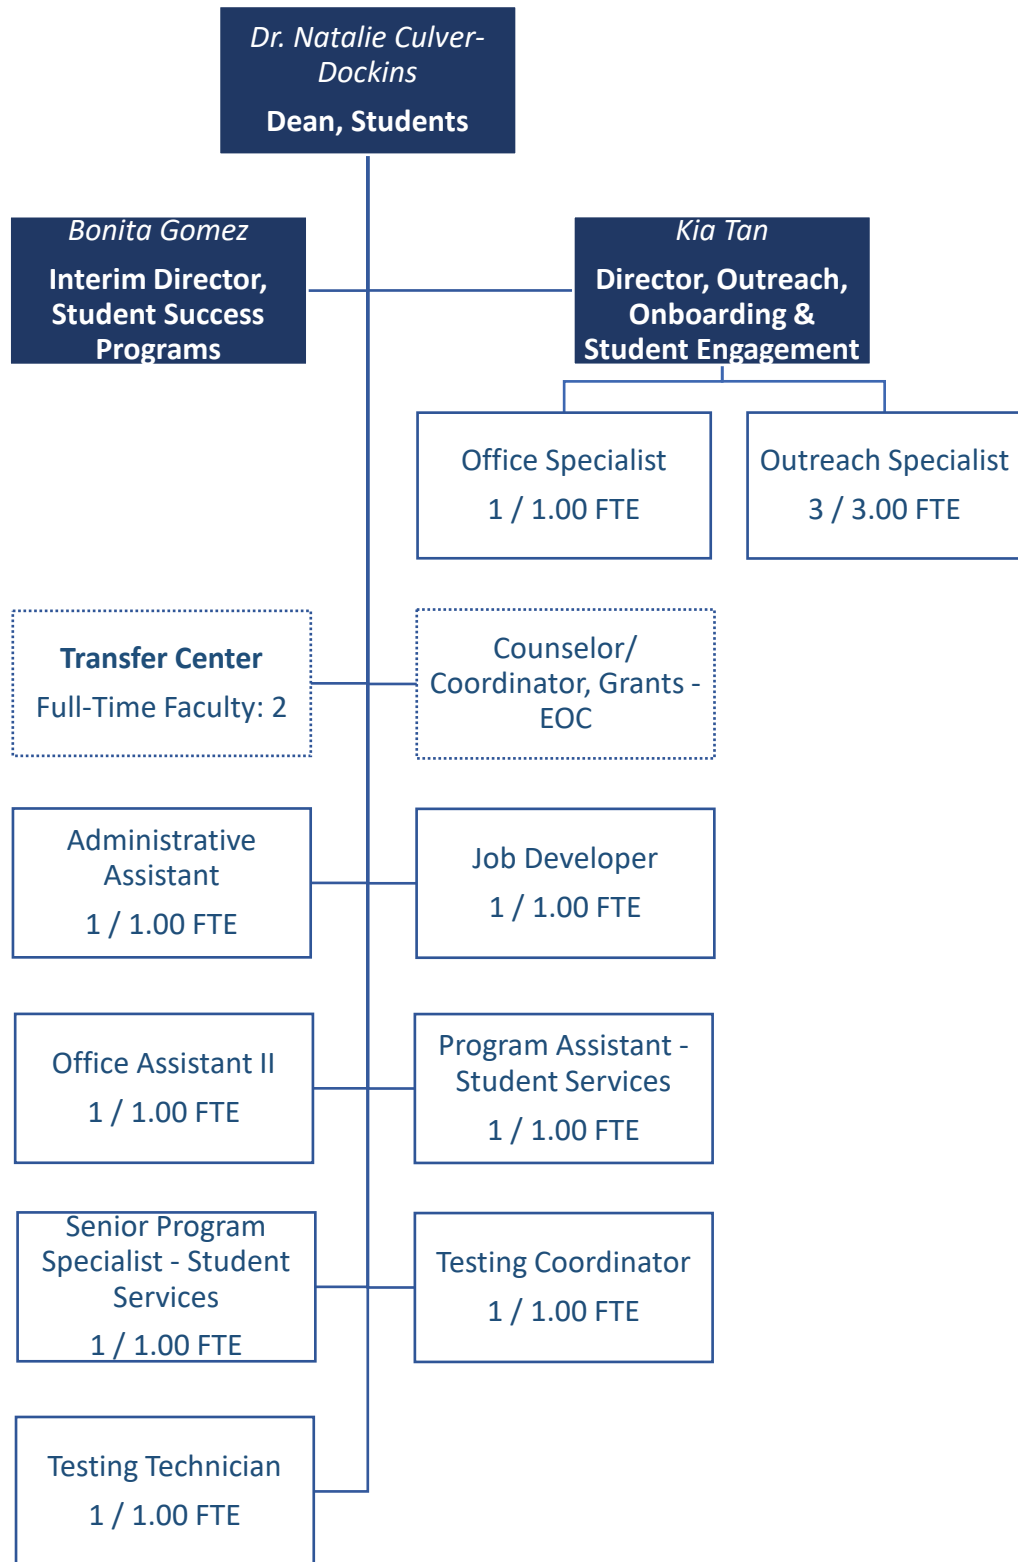 Dr. Natalie Culver-
Dockins
Dean, Students
Bonita Gomez
Interim Director,
Student Success
Programs
Kia Tan
Director, Outreach,
Onboarding &
Student Engagement
Office Specialist
1 / 1.00 FTE
Outreach Specialist
3 / 3.00 FTE
Transfer Center
Full-Time Faculty: 2
Counselor/
Coordinator, Grants -
EOC
Administrative
Assistant
1 / 1.00 FTE
Job Developer
1 / 1.00 FTE
Office Assistant II
1 / 1.00 FTE
Program Assistant -
Student Services
1 / 1.00 FTE
Senior Program
Specialist - Student
Services
1 / 1.00 FTE
Testing Coordinator
1 / 1.00 FTE
Testing Technician
1 / 1.00 FTE